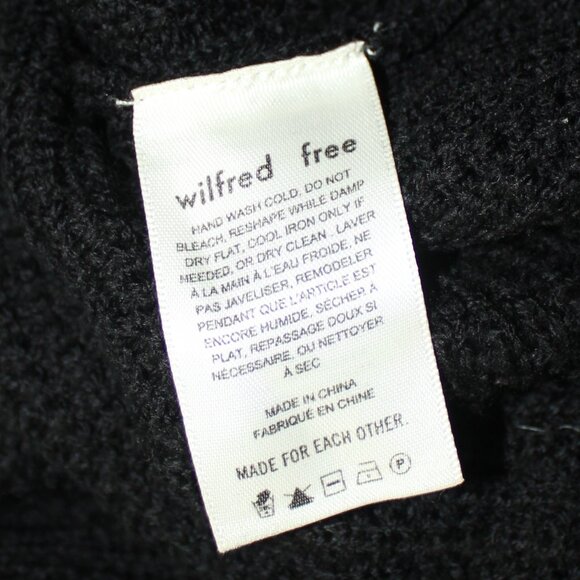 wilfred free
HAND WASH COLD, DO NOT
BLEACH, RESHAPE WHILE DAMP
DRY FLAT, COOL IRON ONLY IF
NEEDED, OR DRY CLEAN . LAVER
À LA MAIN À L'EAU FROIDE, NE
PAS JAVELISER, REMODELER
PENDANT QUE L'ARTICLE EST
ENCORE HUMIDE, SÉCHER À
PLAT, REPASSAGE DOUX SI
NÉCESSAIRE, OU NETTOYER
À SEC
MADE IN CHINA
FABRIQUÉ EN CHINE
MADE FOR EACH OTHER.
P